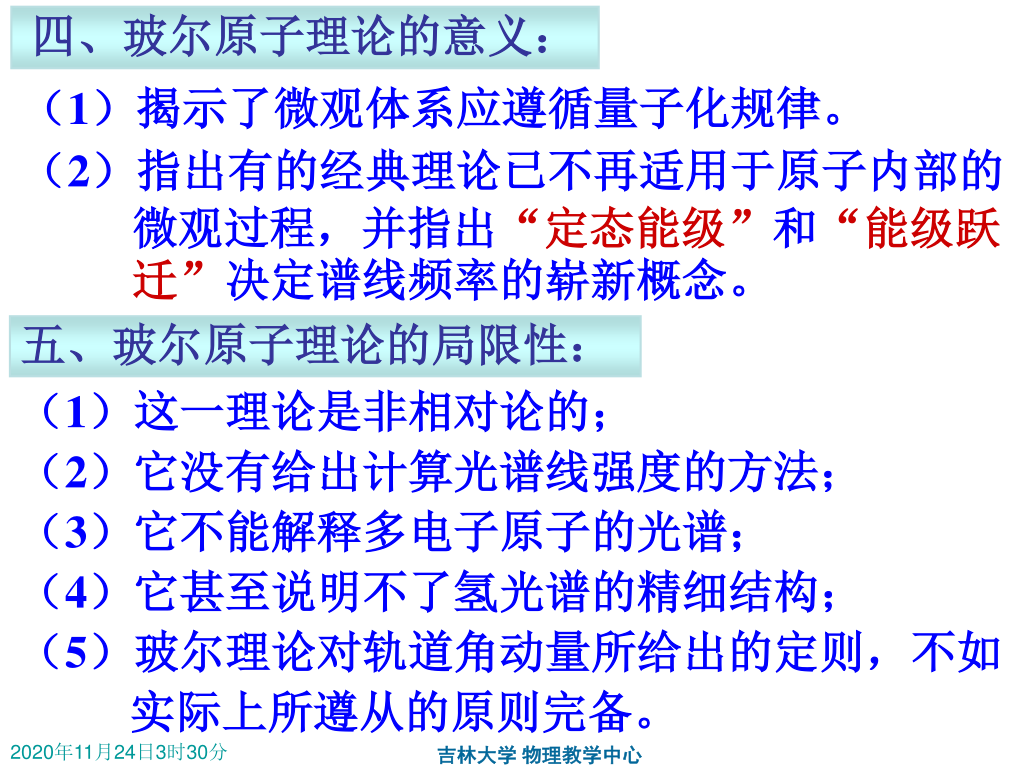 四、玻尔原子理论的意义：
（1）揭示了微观体系应遵循量子化规律。
（2）指出有的经典理论已不再适用于原子内部的
微观过程，并指出“定态能级”和“能级跃
迁”决定谱线频率的崭新概念。
五、玻尔原子理论的局限性：
（1）这一理论是非相对论的；
（2）它没有给出计算光谱线强度的方法；
（3）它不能解释多电子原子的光谱；
（4）它甚至说明不了氢光谱的精细结构；
（5）玻尔理论对轨道角动量所给出的定则，不如
实际上所遵从的原则完备。
2020年11月24日3时30分
吉林大学 物理教学中心